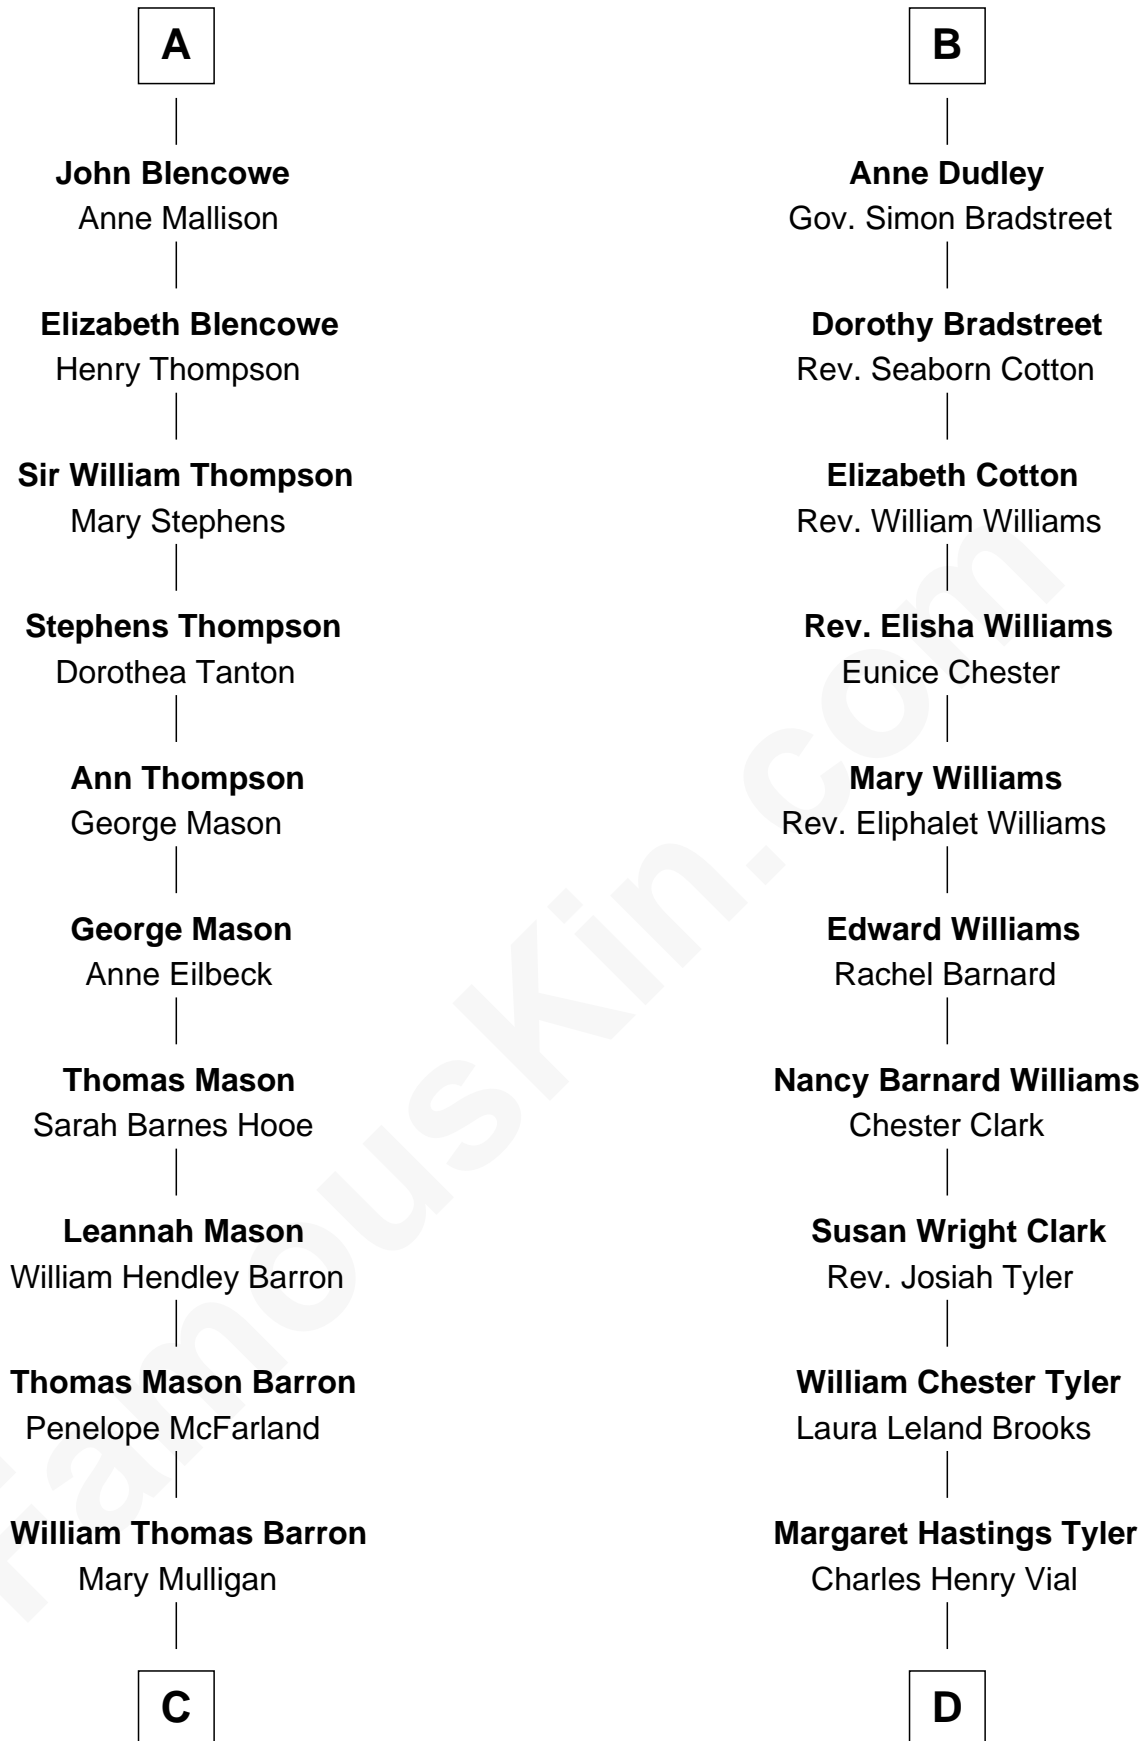 A
John Blencowe
Anne Mallison
Elizabeth Blencowe
Henry Thompson
Sir William Thompson
Mary Stephens
Stephens Thompson
Dorothea Tanton
Ann Thompson
George Mason
George Mason
Anne Eilbeck
Thomas Mason
Sarah Barnes Hooe
Leannah Mason
William Hendley Barron
Thomas Mason Barron
Penelope McFarland
William Thomas Barron
Mary Mulligan
C
B
Anne Dudley
Gov. Simon Bradstreet
Dorothy Bradstreet
Rev. Seaborn Cotton
Elizabeth Cotton
Rev. William Williams
Rev. Elisha Williams
Eunice Chester
Mary Williams
Rev. Eliphalet Williams
Edward Williams
Rachel Barnard
Nancy Barnard Williams
Chester Clark
Susan Wright Clark
Rev. Josiah Tyler
William Chester Tyler
Laura Leland Brooks
Margaret Hastings Tyler
Charles Henry Vial
D
FamousKin.com